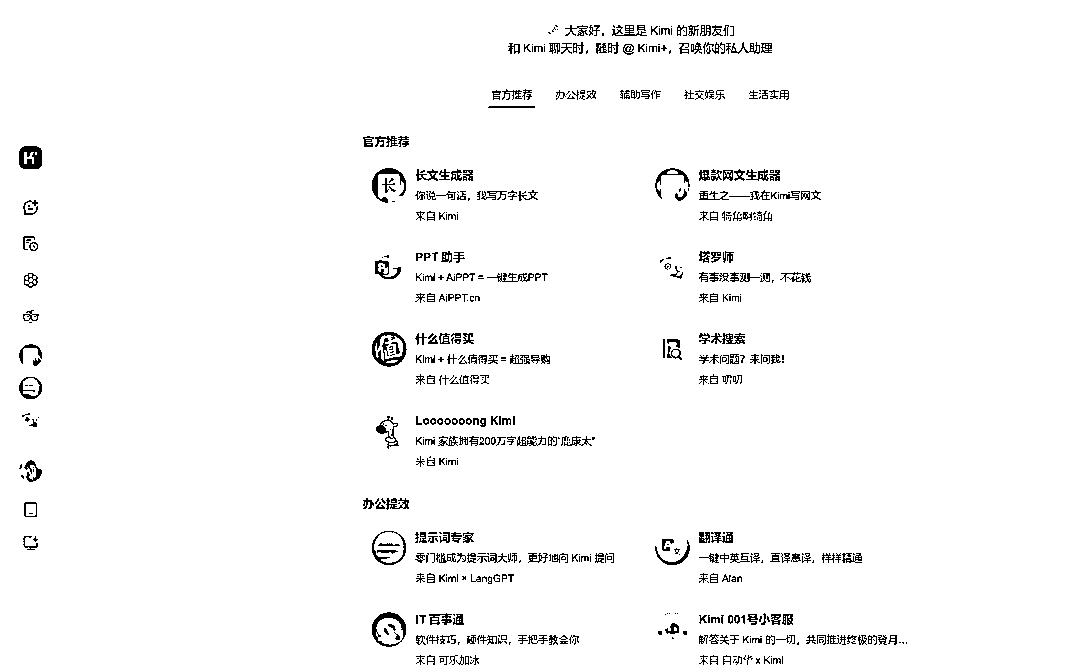 大家好，这里是 Kimi 的新朋友们
和 Kimi 聊天时，随时 @ Kimi+，召唤你的私人助理
官方推荐 办公提效 辅助写作 社交娱乐 生活实用
官方推荐
长文生成器
你说一句话，我写万字长文
来自 Kimi
爆款网文生成器
重生之——我在Kimi写网文
来自
PPT 助手
Kimi + AiPPT = 一键生成PPT
来自 AiPPT.cn
塔罗师
有事没事测一测，不花钱
来自 Kimi
什么值得买
Kimi + 什么值得买 = 超强导购
来自 什么值得买
学术搜索
学术问题？来问我！
来自 叨叨
Looooooong Kimi
Kimi 家族拥有200万字超能力的“鹿康太”
来自 Kimi
办公提效
提示词专家
零门槛成为提示词大师，更好地向 Kimi 提问
来自 Kimi × LangGPT
翻译通
一键中英互译，直译意译，样样精通
来自 Alan
IT 百事通
软件技巧，硬件知识，手把手教会你
来自 可乐加冰
Kimi 001号小客服
解答关于 Kimi 的一切，共同推进终极的登月...
来自 自动华 x Kimi
长
值
K